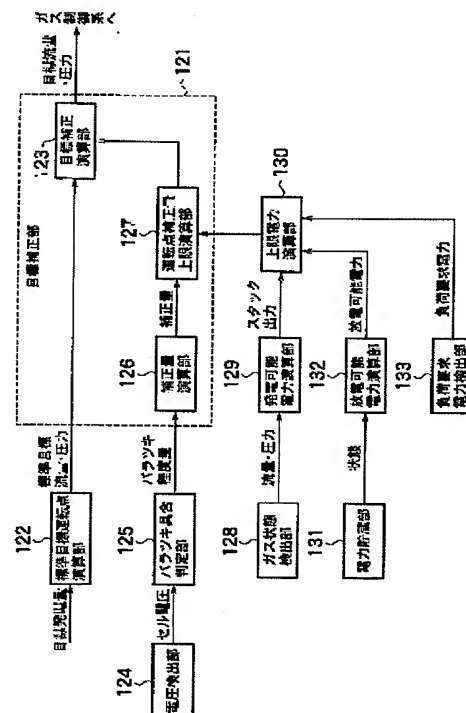 目標発電量
122
標準目標運転点
演算部
標準目標
流量・圧力
目標補正部
123
目標補正
演算部
目標流量
・圧力
ガス制御系へ
121
124
電圧検出部
セル電圧
125
バラツキ具合
判定部
バラツキ
程度量
126
補正量
演算部
補正量
127
上限演算部
128
ガス状態
検出部
流量・圧力
129
発電可能
電力演算部
スタック
出力
130
上限電力
演算部
131
電力貯蔵部
状態
132
放電可能
電力演算部
放電可能電力
133
負荷要求
電力検出部
負荷要求電力